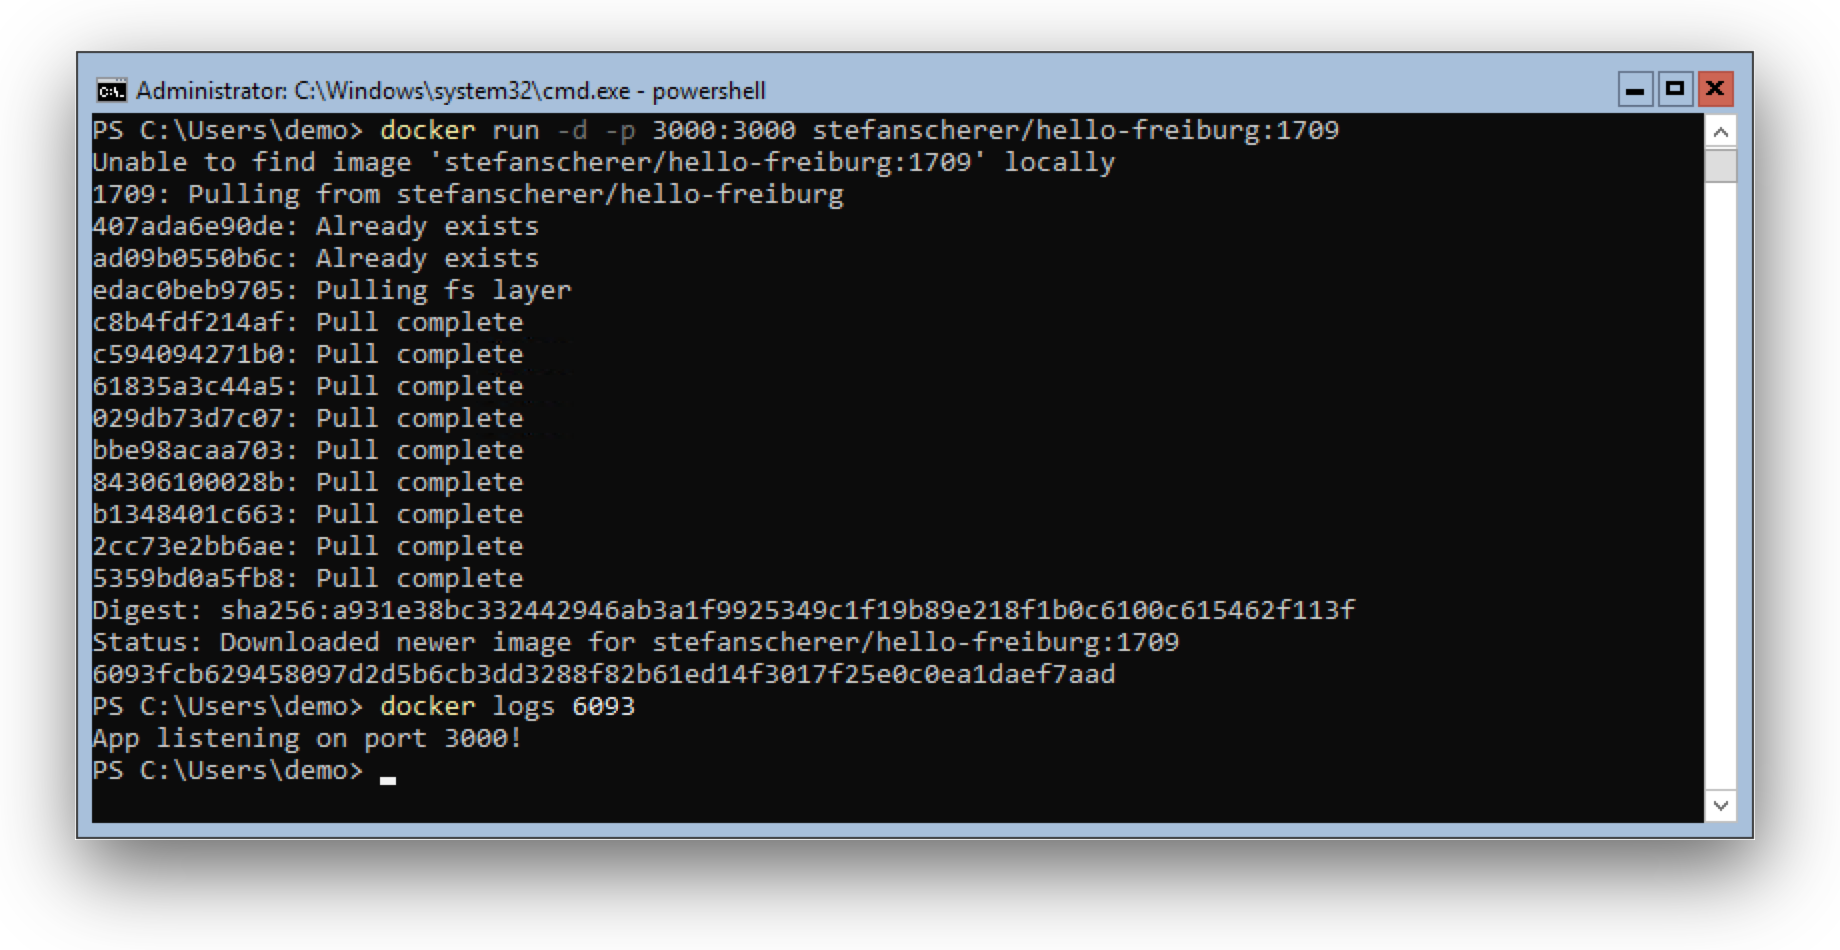 Administrator: C:\Windows\system32\cmd.exe - powershell
PS C:\Users\demo> docker run -d -p 3000:3000 stefanscherer/hello-freiburg:1709
Unable to find image 'stefanscherer/hello-freiburg:1709' locally
1709: Pulling from stefanscherer/hello-freiburg
407ada6e90de: Already exists
ad09b0550b6c: Already exists
edac0beb9705: Pulling fs layer
c8b4fdf214af: Pull complete
c594094271b0: Pull complete
61835a3c44a5: Pull complete
029db73d7c07: Pull complete
bbe98acaa703: Pull complete
84306100028b: Pull complete
b1348401c663: Pull complete
2cc73e2bb6ae: Pull complete
5359bd0a5fb8: Pull complete
Digest: sha256:a931e38bc332442946ab3a1f9925349c1f19b89e218f1b0c6100c615462f113f
Status: Downloaded newer image for stefanscherer/hello-freiburg:1709
6093fcb629458097d2d5b6cb3dd3288f82b61ed14f3017f25e0c0ea1daef7aad
PS C:\Users\demo> docker logs 6093
App listening on port 3000!
PS C:\Users\demo>